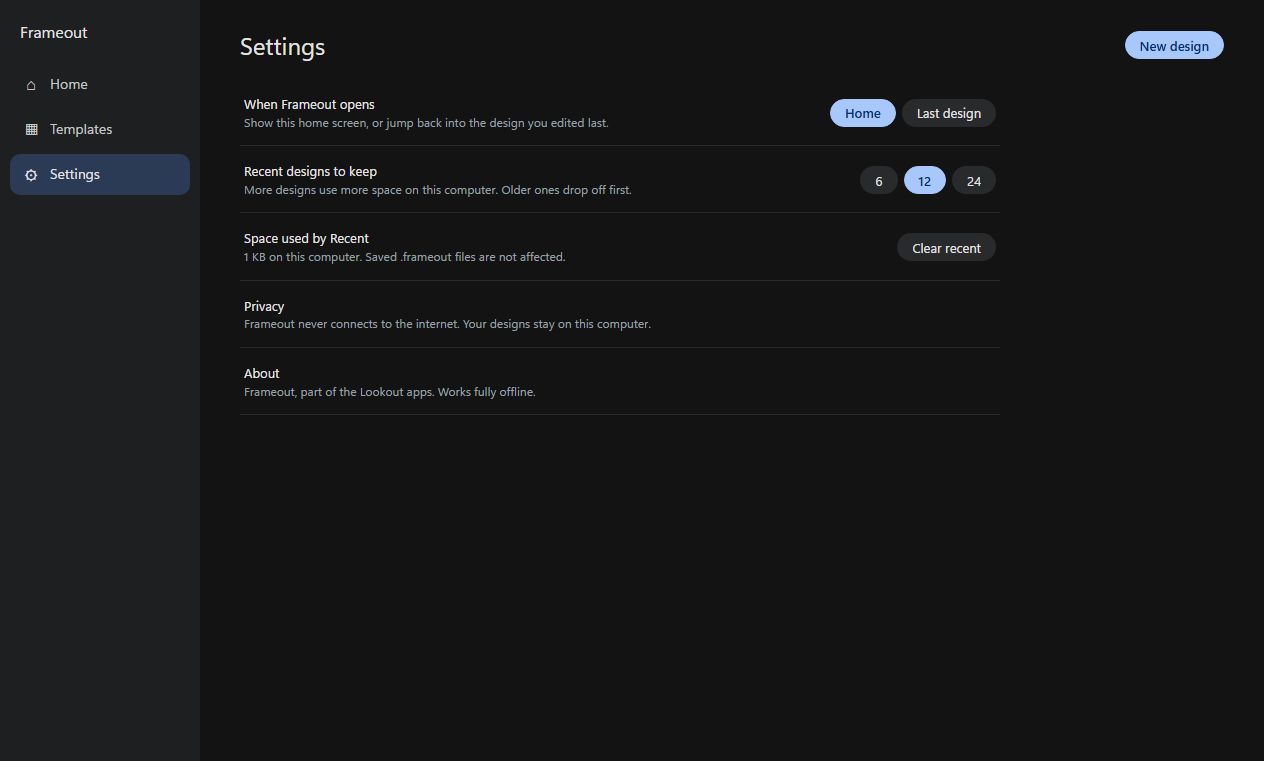 Frameout
Home
Templates
Settings
Settings
New design
When Frameout opens
Show this home screen, or jump back into the design you edited last.
Home
Last design
Recent designs to keep
More designs use more space on this computer. Older ones drop off first.
6
12
24
Space used by Recent
1 KB on this computer. Saved .frameout files are not affected.
Clear recent
Privacy
Frameout never connects to the internet. Your designs stay on this computer.
About
Frameout, part of the Lookout apps. Works fully offline.